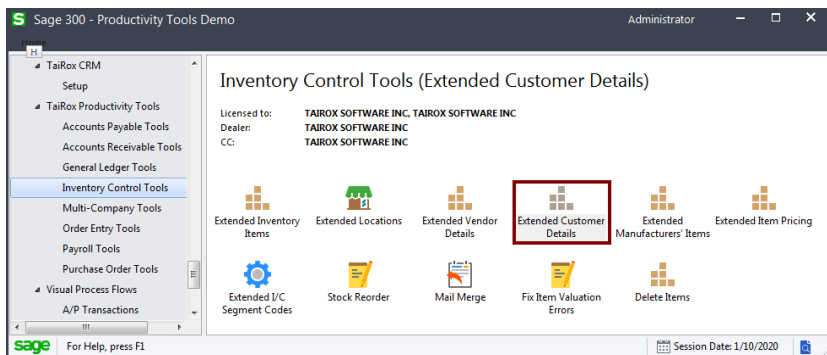 S Sage 300 - Productivity Tools Demo
Administrator
Home
H
TaiRox CRM
Setup
TaiRox Productivity Tools
Accounts Payable Tools
Accounts Receivable Tools
General Ledger Tools
Inventory Control Tools
Multi-Company Tools
Order Entry Tools
Payroll Tools
Purchase Order Tools
Visual Process Flows
A/P Transactions
Inventory Control Tools (Extended Customer Details)
Licensed to: TAIROX SOFTWARE INC, TAIROX SOFTWARE INC
Dealer: TAIROX SOFTWARE INC
CC: TAIROX SOFTWARE INC
Extended Inventory
Items
Extended Locations
Extended Vendor
Details
Extended Customer
Details
Extended
Manufacturers' Items
Extended Item Pricing
Extended I/C
Segment Codes
Stock Reorder
Mail Merge
Fix Item Valuation
Errors
Delete Items
sage For Help, press F1
Session Date: 1/10/2020